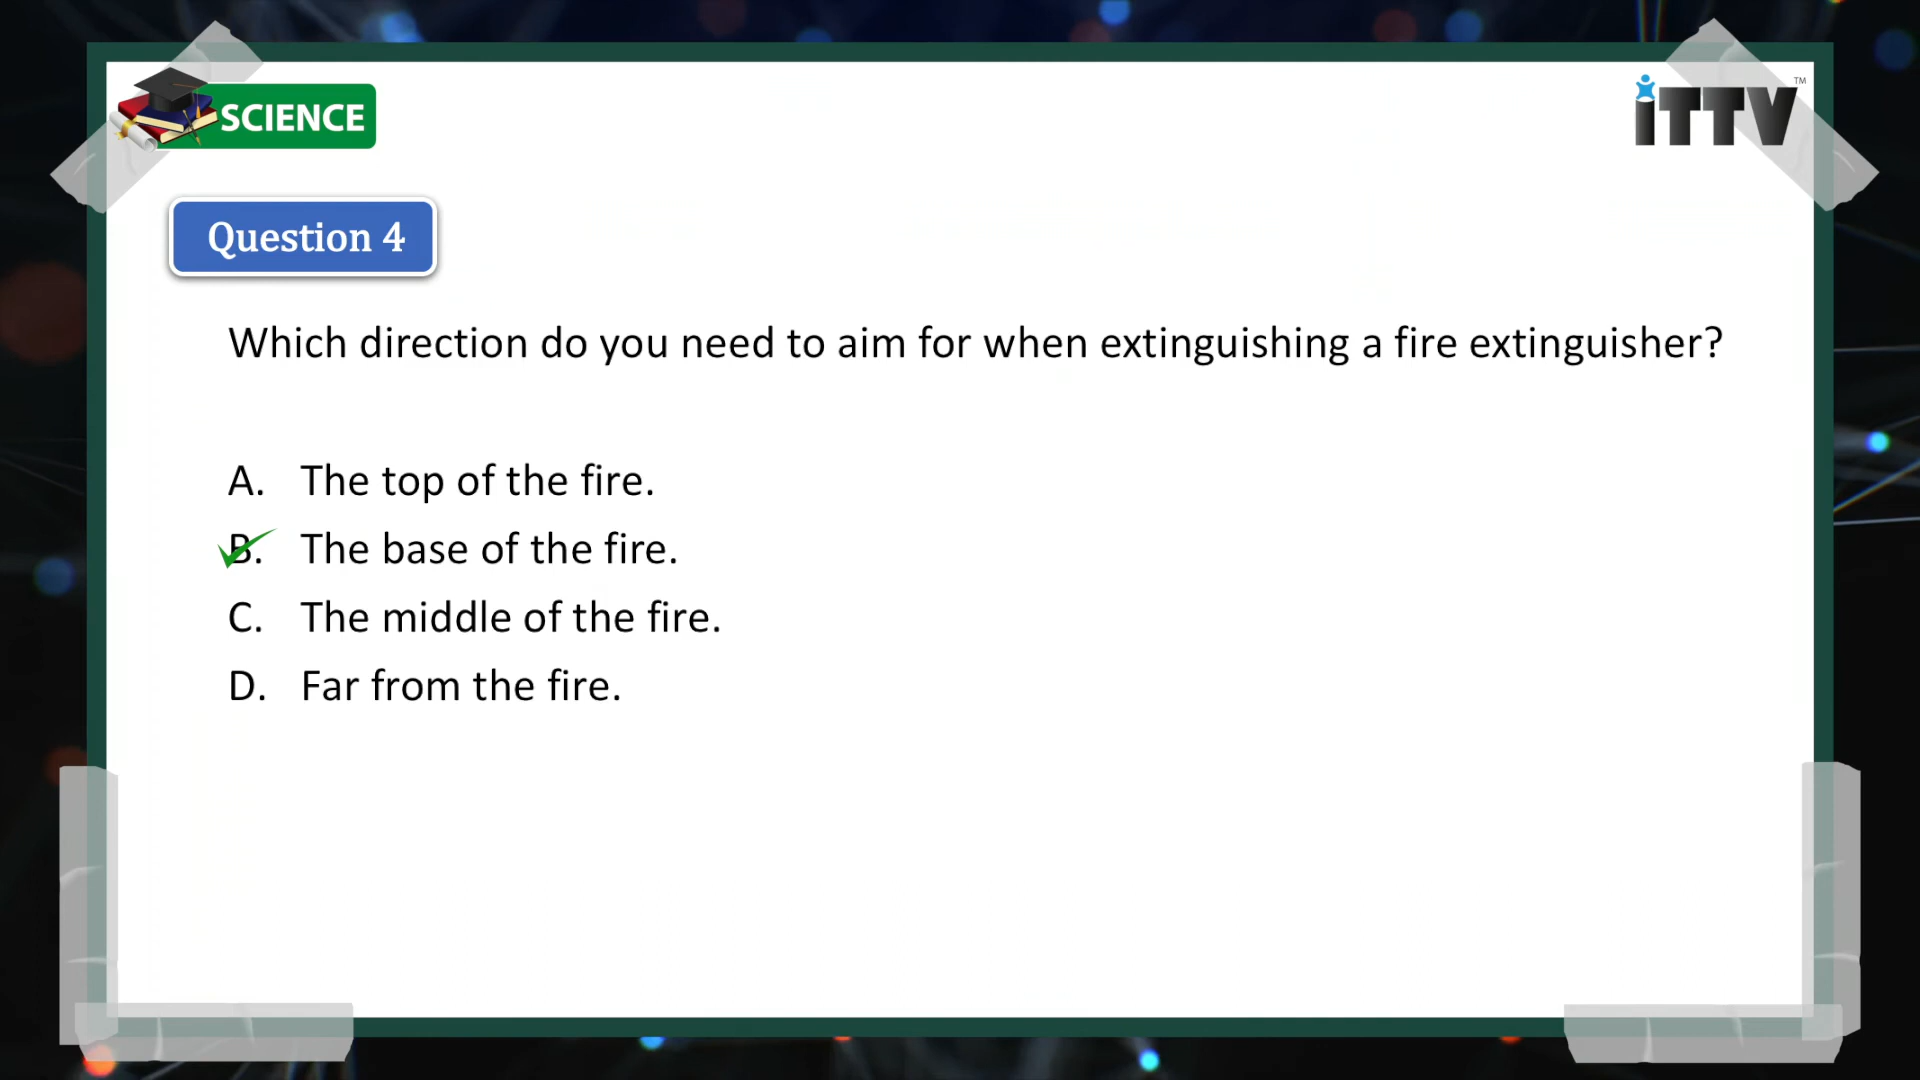 SCIENCE
iTTV TM
Question 4
Which direction do you need to aim for when extinguishing a fire extinguisher?
A. The top of the fire.
B. The base of the fire.
C. The middle of the fire.
D. Far from the fire.